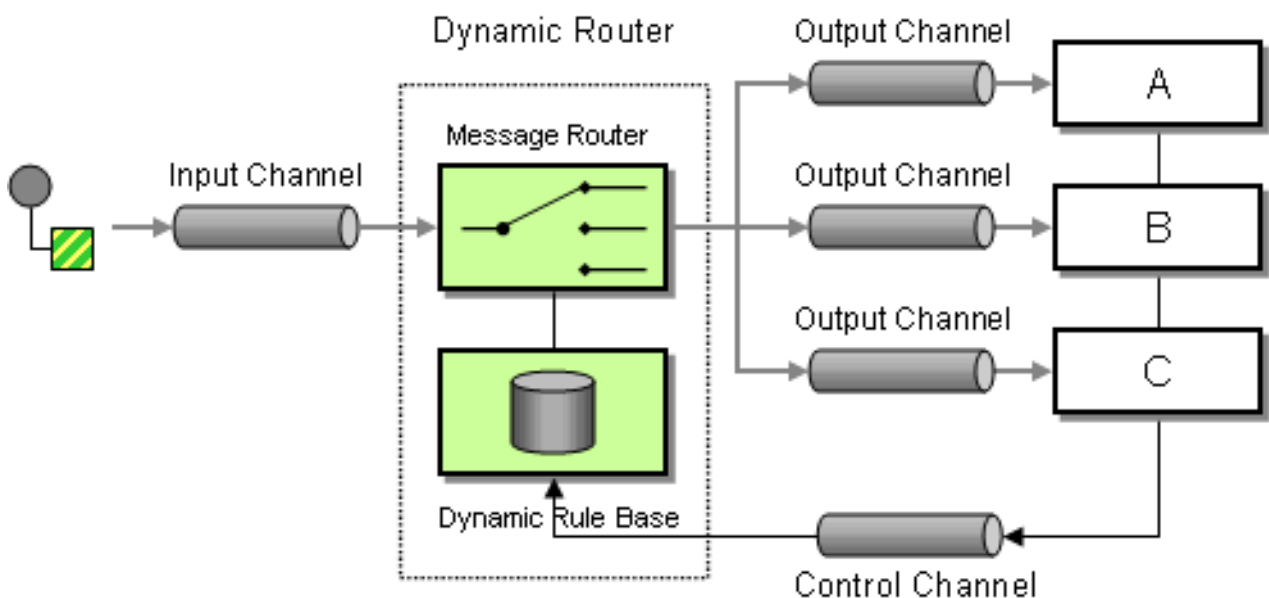 Dynamic Router
Output Channel
A
Message Router
Input Channel
Output Channel
B
Output Channel
C
Dynamic Rule Base
Control Channel